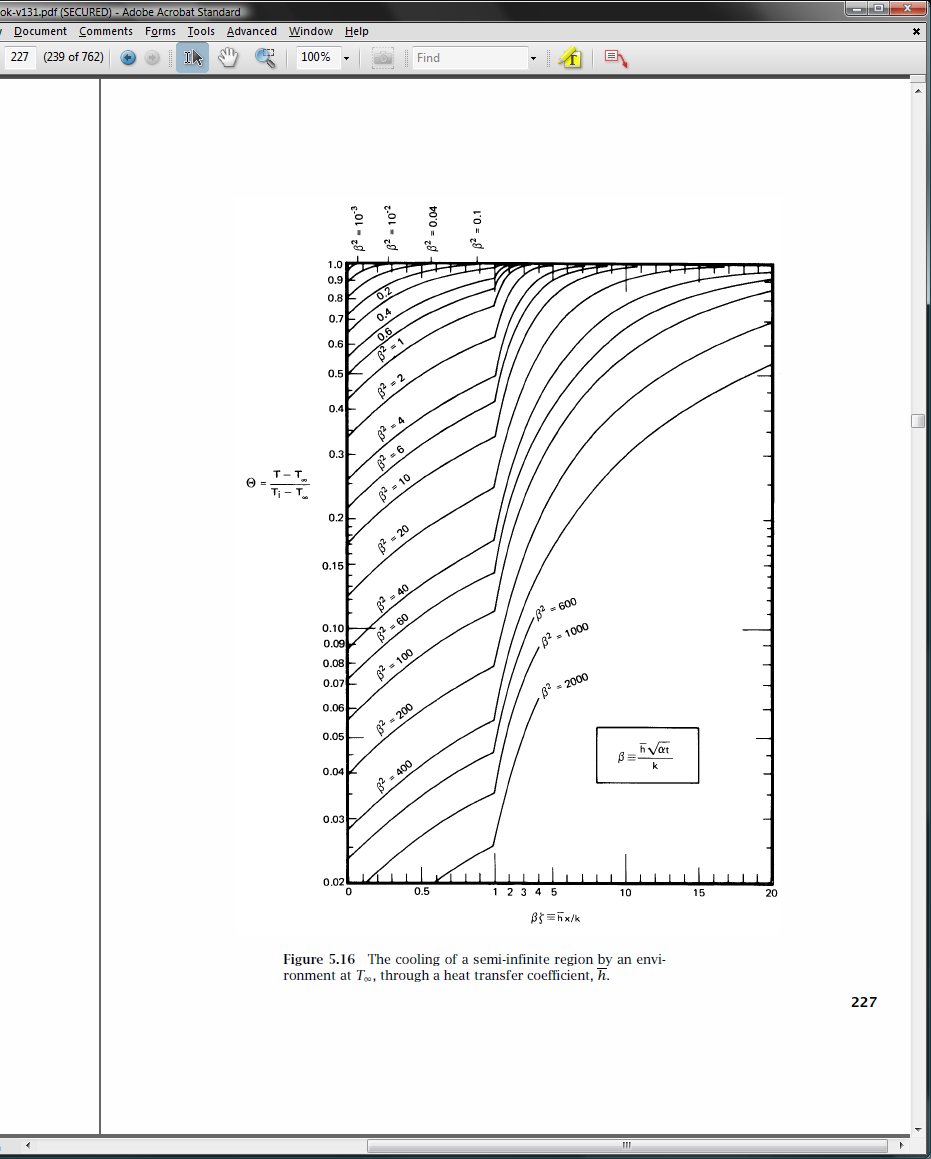 ok-v131.pdf (SECURED) - Adobe Acrobat Standard
Document Comments Forms Tools Advanced Window Help
227 (239 of 762) 100% Find
β² = 10⁻³
β² = 10⁻²
β² = 0.04
β² = 0.1
1.0
0.9
0.8
0.7
0.6
0.5
0.4
0.3
0.2
0.15
0.10
0.09
0.08
0.07
0.06
0.05
0.04
0.03
0.02
Θ = T − T∞ / Tᵢ − T∞
0.2
0.4
0.6
β² = 1
β² = 2
β² = 4
β² = 6
β² = 10
β² = 20
β² = 40
β² = 60
β² = 100
β² = 200
β² = 400
β² = 600
β² = 1000
β² = 2000
β ≡ h̅ √αt / k
0 0.5 1 2 3 4 5 10 15 20
βζ ≡ h̅x/k
Figure 5.16 The cooling of a semi-infinite region by an envi-
ronment at T∞, through a heat transfer coefficient, h̅.
227